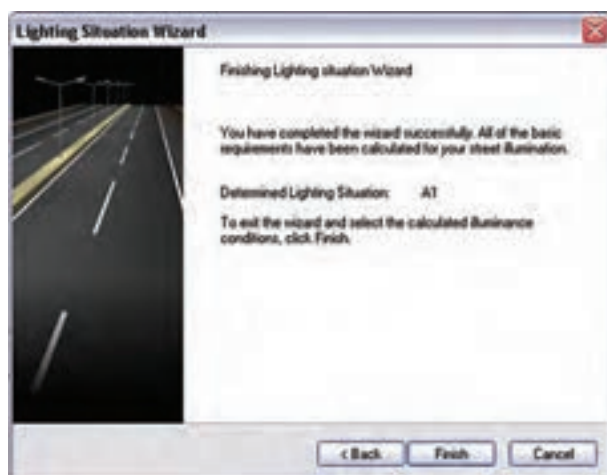 Lighting Situation Wizard
Finishing Lighting situation Wizard
You have completed the wizard successfully. All of the basic
requirements have been calculated for your street illumination.
Determined Lighting Situation: A1
To exit the wizard and select the calculated illuminance
conditions, click Finish.
< Back
Finish
Cancel